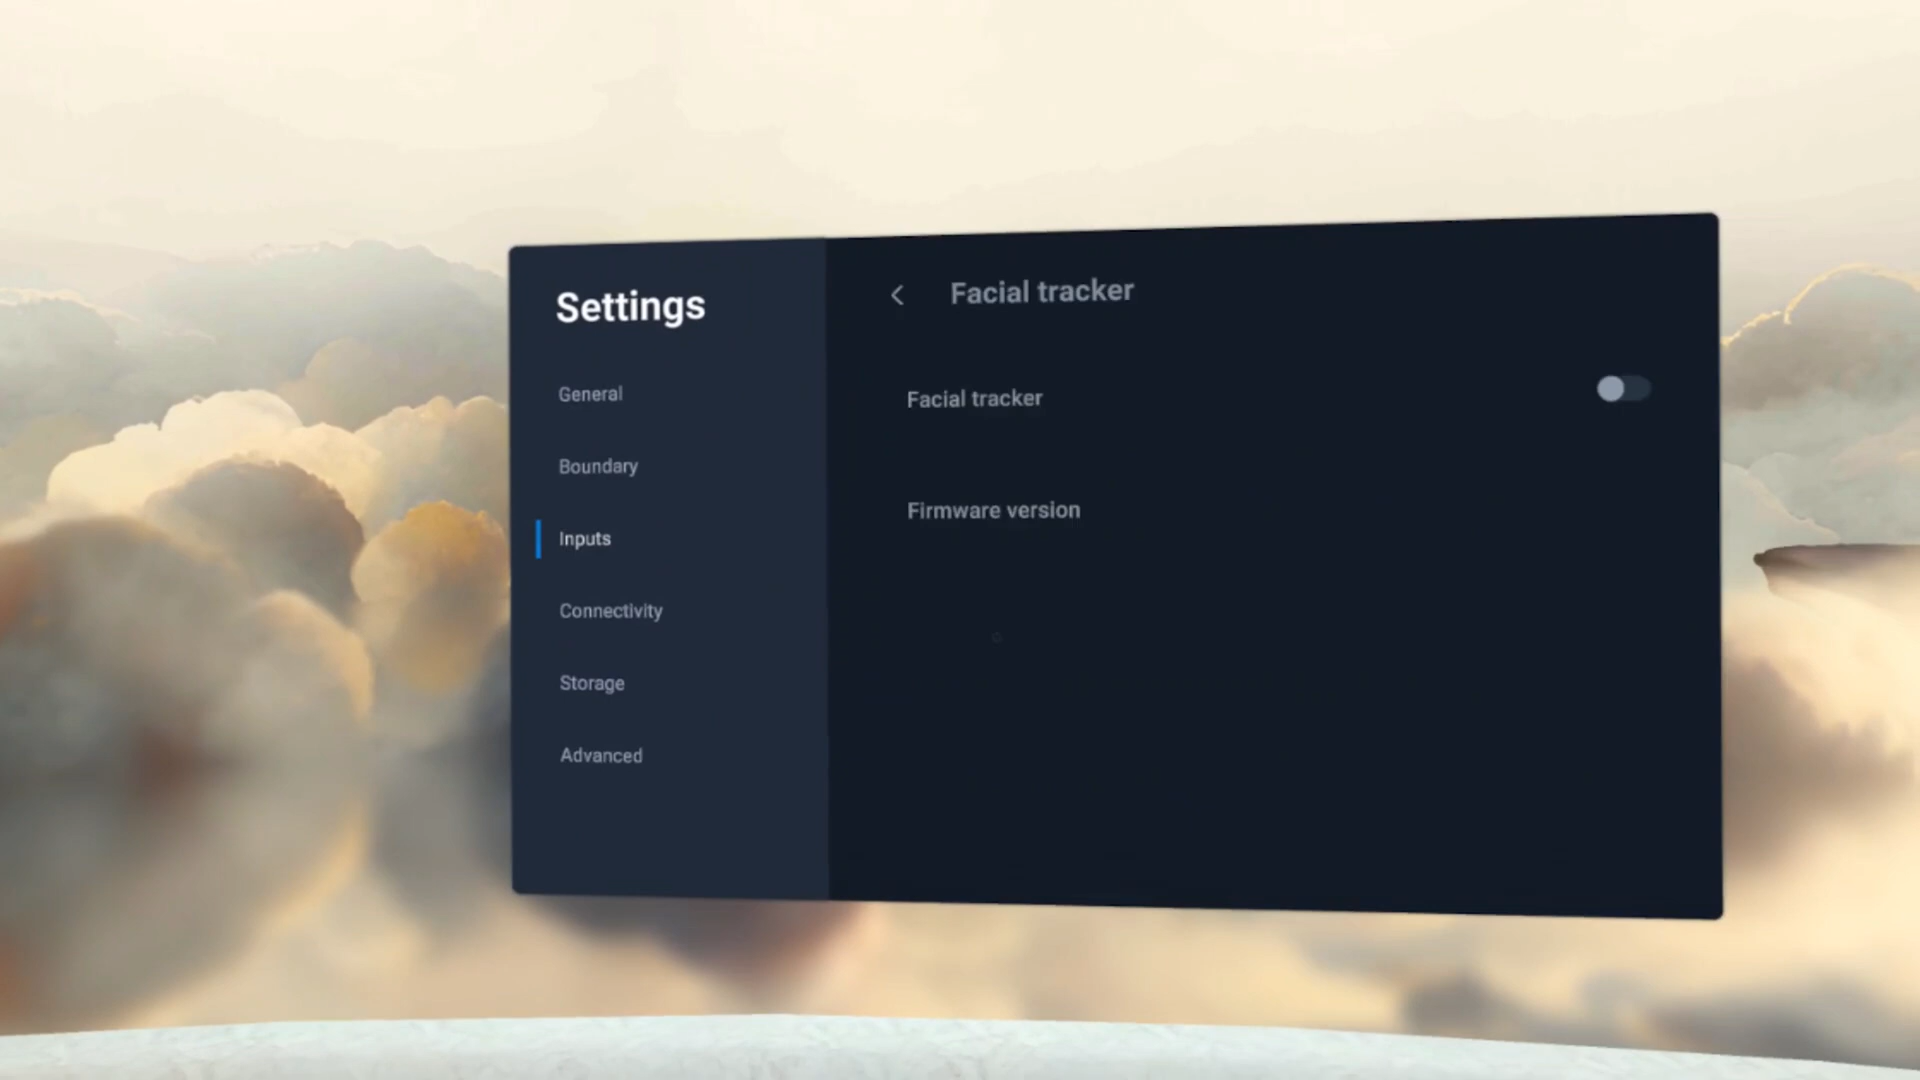 Settings
General
Boundary
Inputs
Connectivity
Storage
Advanced
Facial tracker
Facial tracker
Firmware version